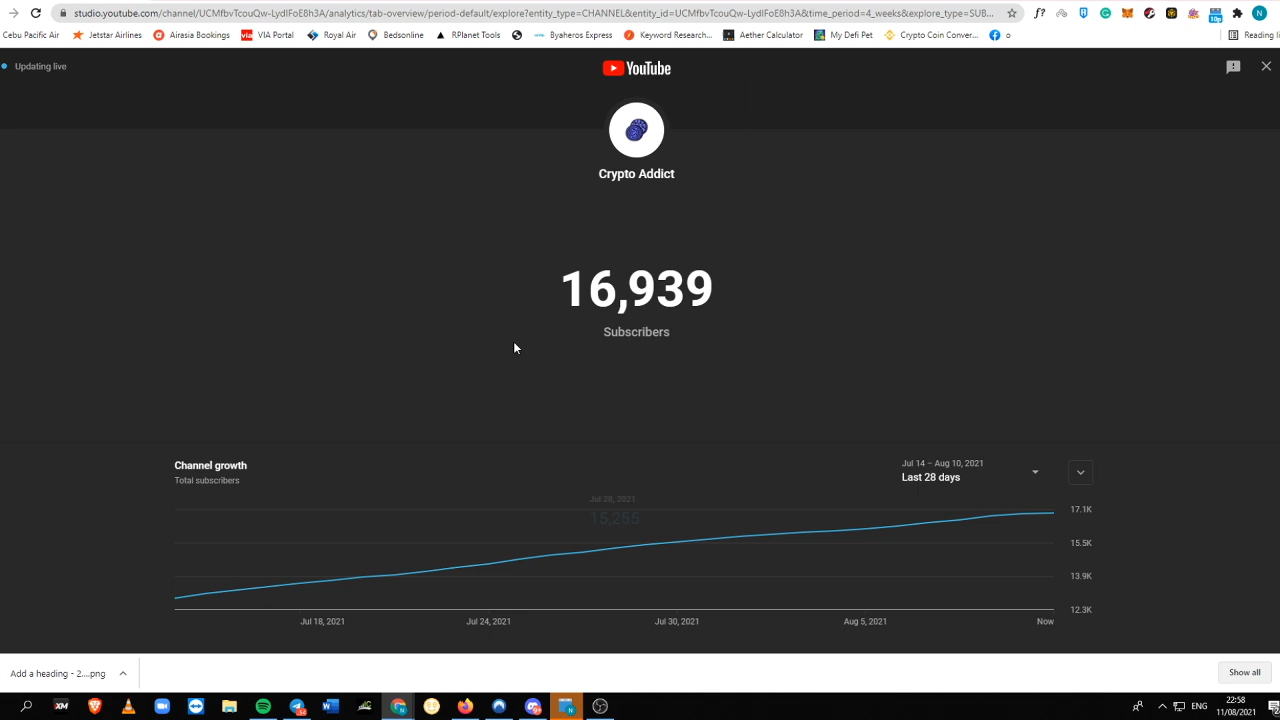 studio.youtube.com/channel/UCMfbvTcouQw-LydIFoE8h3A/analytics/tab-overview/period-default/explore?entity_type=CHANNEL&entity_id=UCMfbvTcouQw-LydIFoE8h3A&time_period=4_weeks&explore_type=SUB...
f?
10p
N
Cebu Pacific Air
Jetstar Airlines
Airasia Bookings
via VIA Portal
Royal Air
Bedsonline
RPlanet Tools
Byaheros Express
Keyword Research...
Aether Calculator
My Defi Pet
Crypto Coin Conver...
o
Reading li
Updating live
YouTube
Crypto Addict
16,939
Subscribers
Channel growth
Total subscribers
Jul 14 – Aug 10, 2021
Last 28 days
Jul 28, 2021
15,255
17.1K
15.5K
13.9K
12.3K
Jul 18, 2021
Jul 24, 2021
Jul 30, 2021
Aug 5, 2021
Now
Add a heading - 2....png
Show all
XM
ENG
22:58
11/08/2021